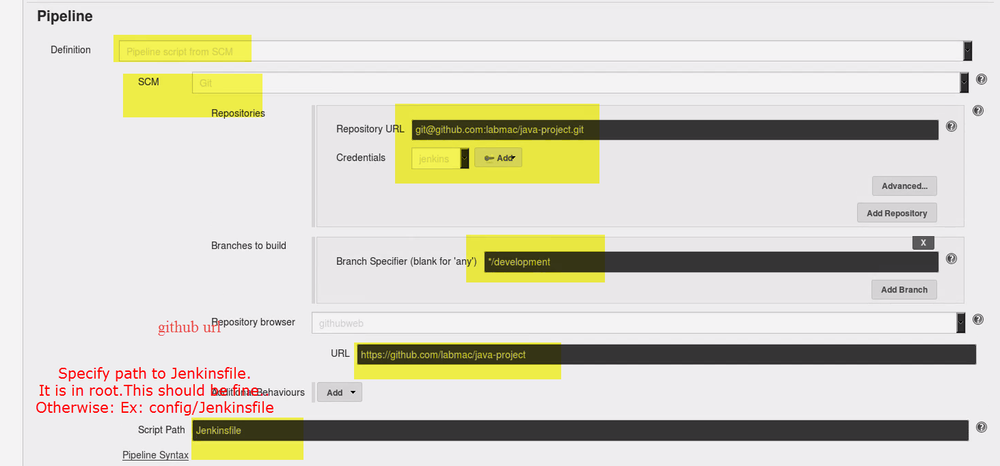 Pipeline
Definition
Pipeline script from SCM
SCM
Git
Repositories
Repository URL
git@github.com:labmac/java-project.git
Credentials
jenkins
Add
Advanced...
Add Repository
Branches to build
X
Branch Specifier (blank for 'any')
*/development
Add Branch
github url
Repository browser
githubweb
URL
https://github.com/labmac/java-project
Specify path to Jenkinsfile.
It is in root.This should be fine..
Otherwise: Ex: config/Jenkinsfile
Additional Behaviours
Add
Script Path
Jenkinsfile
Pipeline Syntax